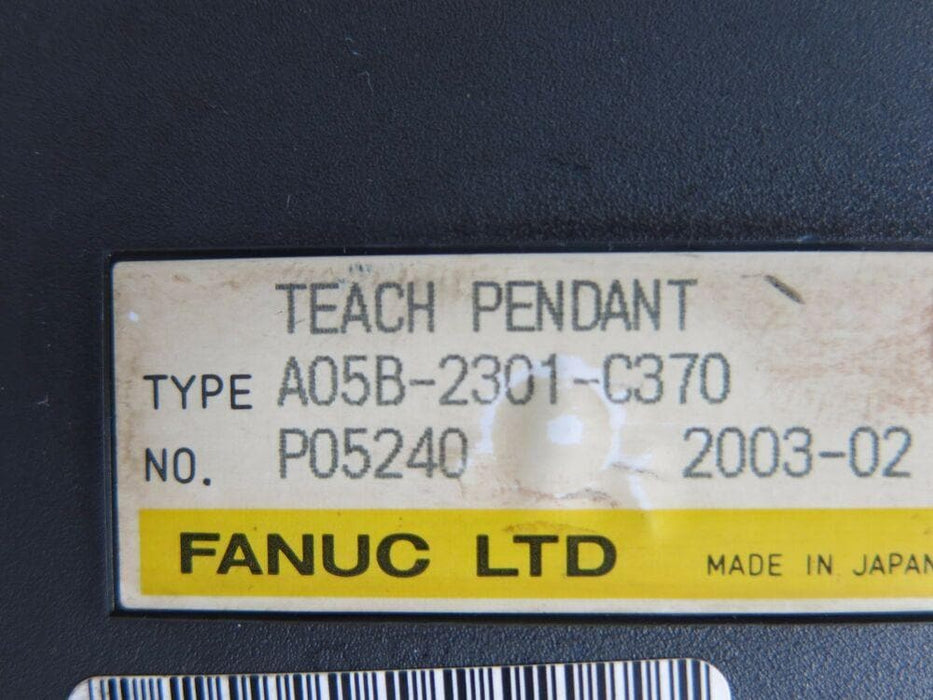 TEACH PENDANT
TYPE A05B-2301-C370
NO. P05240 2003-02
FANUC LTD MADE IN JAPAN